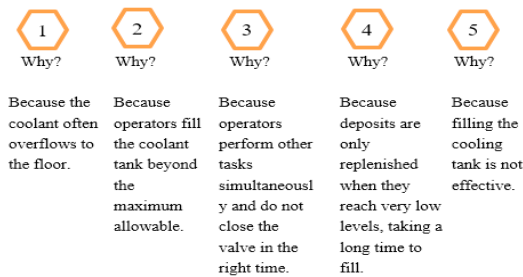 1
Why?
Because the
coolant often
overflows to
the floor.
2
Why?
Because
operators fill
the coolant
tank beyond
the
maximum
allowable.
3
Why?
Because
operators
perform other
tasks
simultaneousl
y and do not
close the
valve in the
right time.
4
Why?
Because
deposits are
only
replenished
when they
reach very low
levels, taking a
long time to
fill.
5
Why?
Because
filling the
cooling
tank is not
effective.